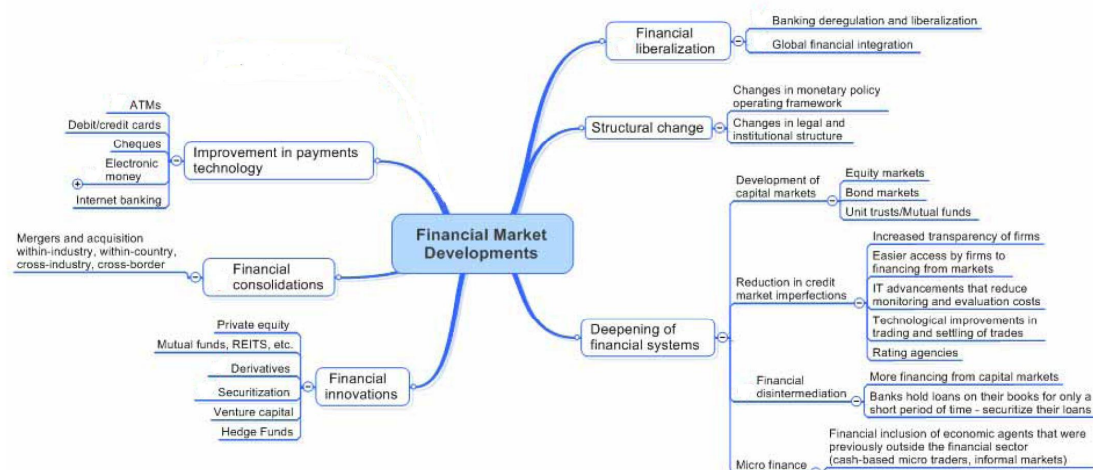 Financial Market
Developments
Financial
liberalization
Banking deregulation and liberalization
Global financial integration
Structural change
Changes in monetary policy
operating framework
Changes in legal and
institutional structure
Deepening of
financial systems
Development of
capital markets
Equity markets
Bond markets
Unit trusts/Mutual funds
Reduction in credit
market imperfections
Increased transparency of firms
Easier access by firms to
financing from markets
IT advancements that reduce
monitoring and evaluation costs
Technological improvements in
trading and settling of trades
Rating agencies
Financial
disintermediation
More financing from capital markets
Banks hold loans on their books for only a
short period of time - securitize their loans
Micro finance
Financial inclusion of economic agents that were
previously outside the financial sector
(cash-based micro traders, informal markets)
Improvement in payments
technology
ATMs
Debit/credit cards
Cheques
Electronic
money
Internet banking
Financial
consolidations
Mergers and acquisition
within-industry, within-country,
cross-industry, cross-border
Financial
innovations
Private equity
Mutual funds, REITS, etc.
Derivatives
Securitization
Venture capital
Hedge Funds